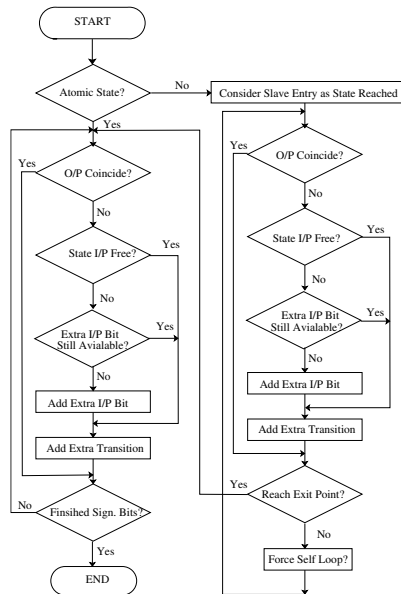 START
Atomic State?
No
Consider Slave Entry as State Reached
Yes
Yes
O/P Coincide?
No
State I/P Free?
Yes
No
Extra I/P Bit
Still Avialable?
Yes
No
Add Extra I/P Bit
Add Extra Transition
No
Finsihed Sign. Bits?
Yes
END
Yes
O/P Coincide?
No
State I/P Free?
Yes
No
Extra I/P Bit
Still Avialable?
Yes
No
Add Extra I/P Bit
Add Extra Transition
Yes
Reach Exit Point?
No
Force Self Loop?